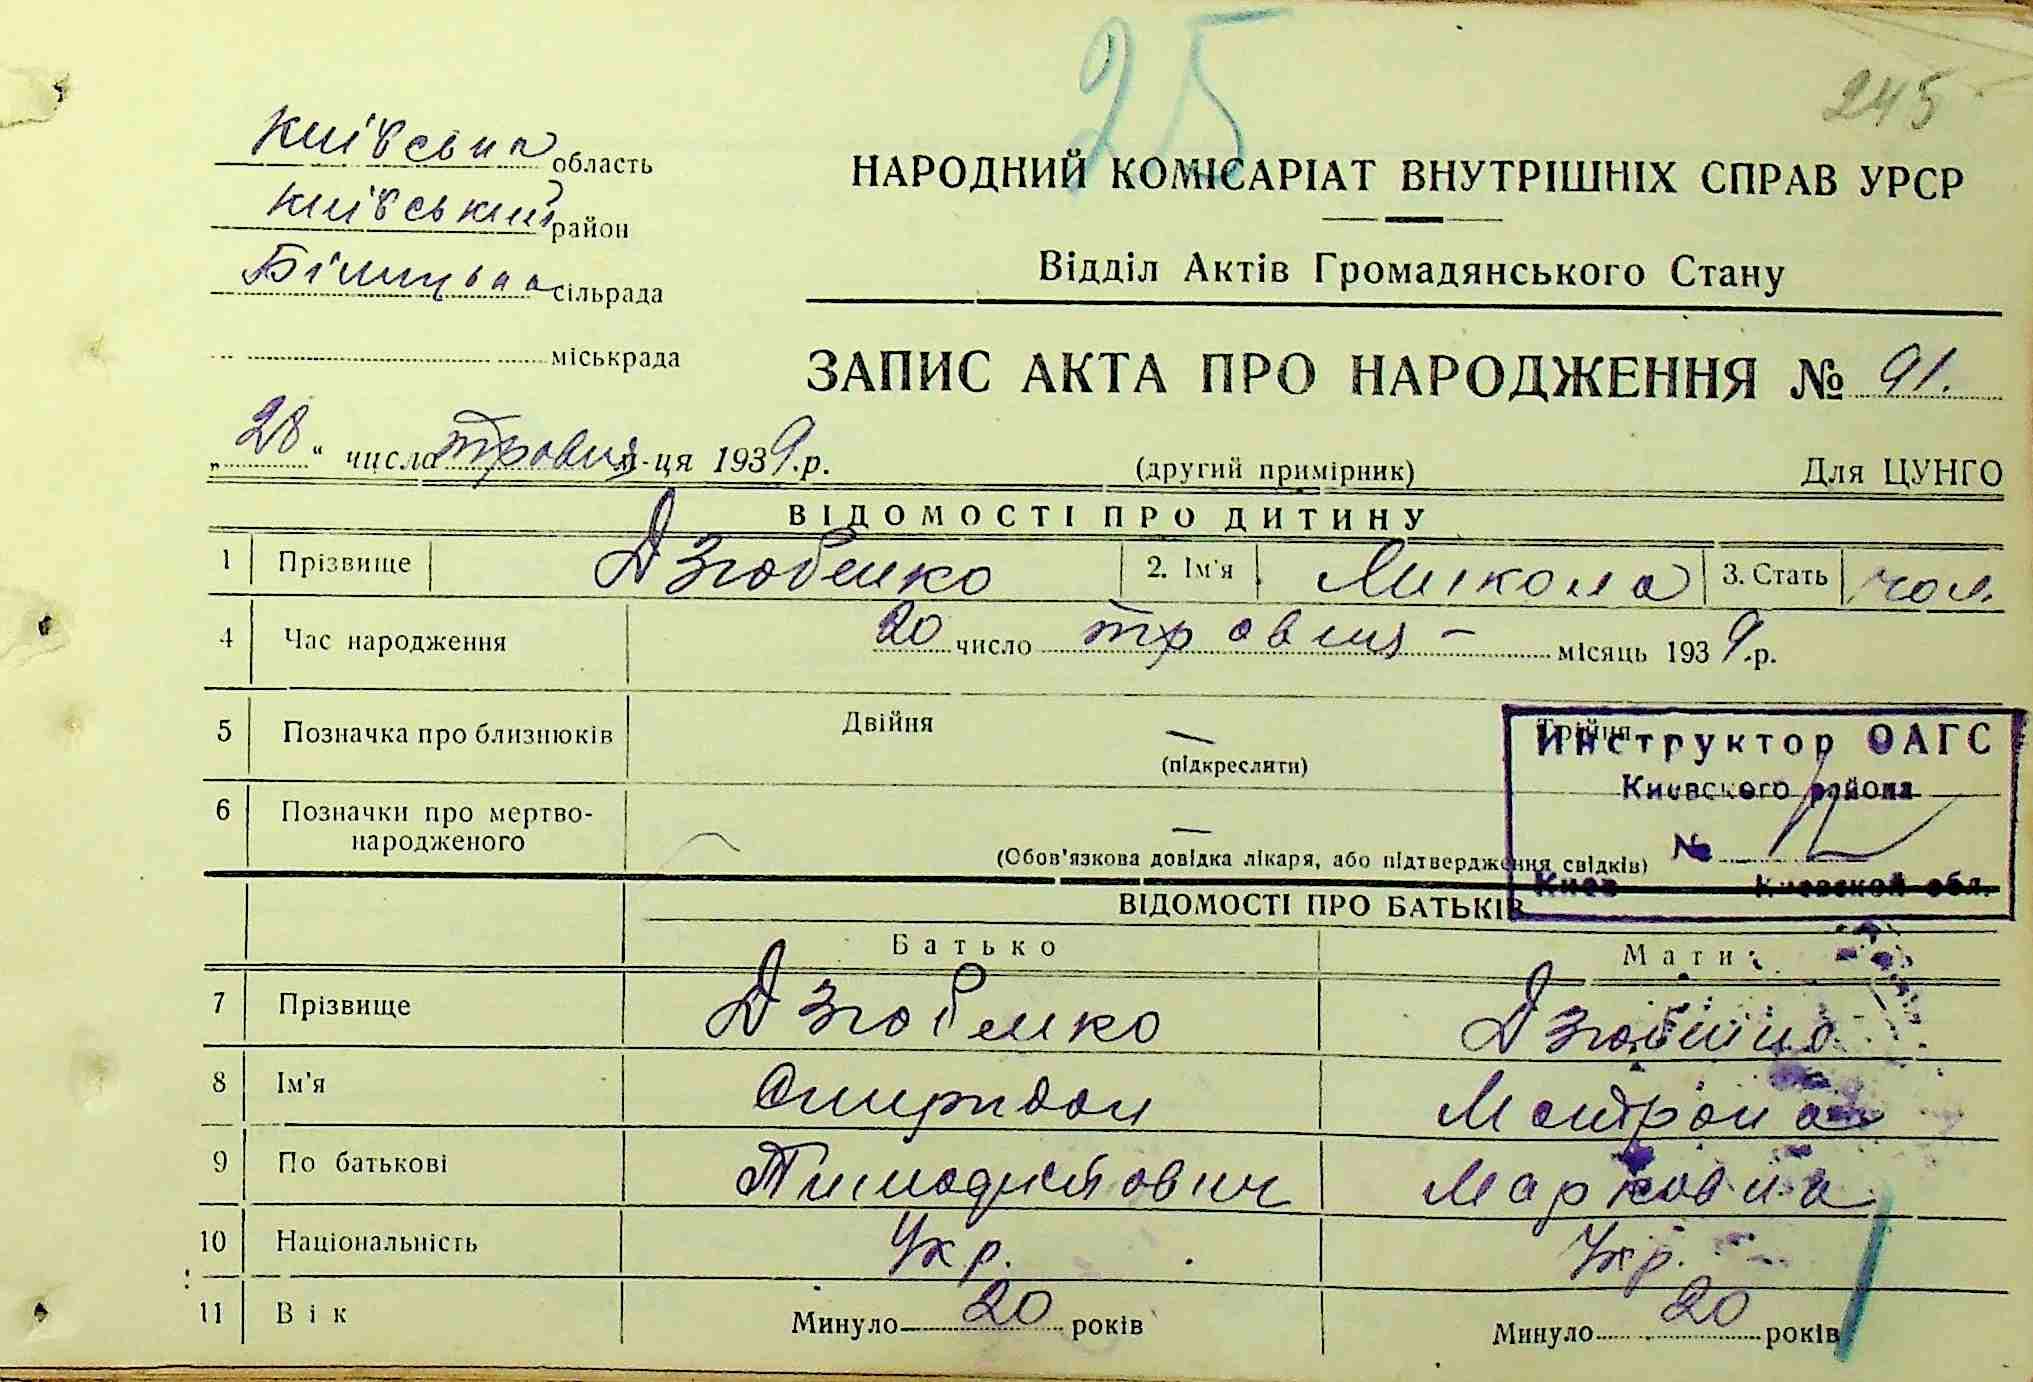 25
245
Київська область
Київський район
сільрада
міськрада
НАРОДНИЙ КОМІСАРІАТ ВНУТРІШНІХ СПРАВ УРСР
Відділ Актів Громадянського Стану
ЗАПИС АКТА ПРО НАРОДЖЕННЯ № 91.
„28“ числа травня м-ця 1939.р.
(другий примірник)
Для ЦУНГО
ВІДОМОСТІ ПРО ДИТИНУ
1 Прізвище Дзюбенко 2. Ім'я Микола 3. Стать чол.
4 Час народження 20 число травня - місяць 1939.р.
5 Позначка про близнюків Двійня — Трійня
(підкреслити)
6 Позначки про мертво-
народженого —
(Обов'язкова довідка лікаря, або підтвердження свідків)
Инструктор ОАГС
Киевского района
№
Киев Киевской обл.
ВІДОМОСТІ ПРО БАТЬКІВ
Батько Мати
7 Прізвище Дзюбенко Дзюбенко
8 Ім'я Спиридон Мотрона
9 По батькові Марковна
10 Національність Укр. Укр.
11 Вік Минуло 20 років Минуло 20 років